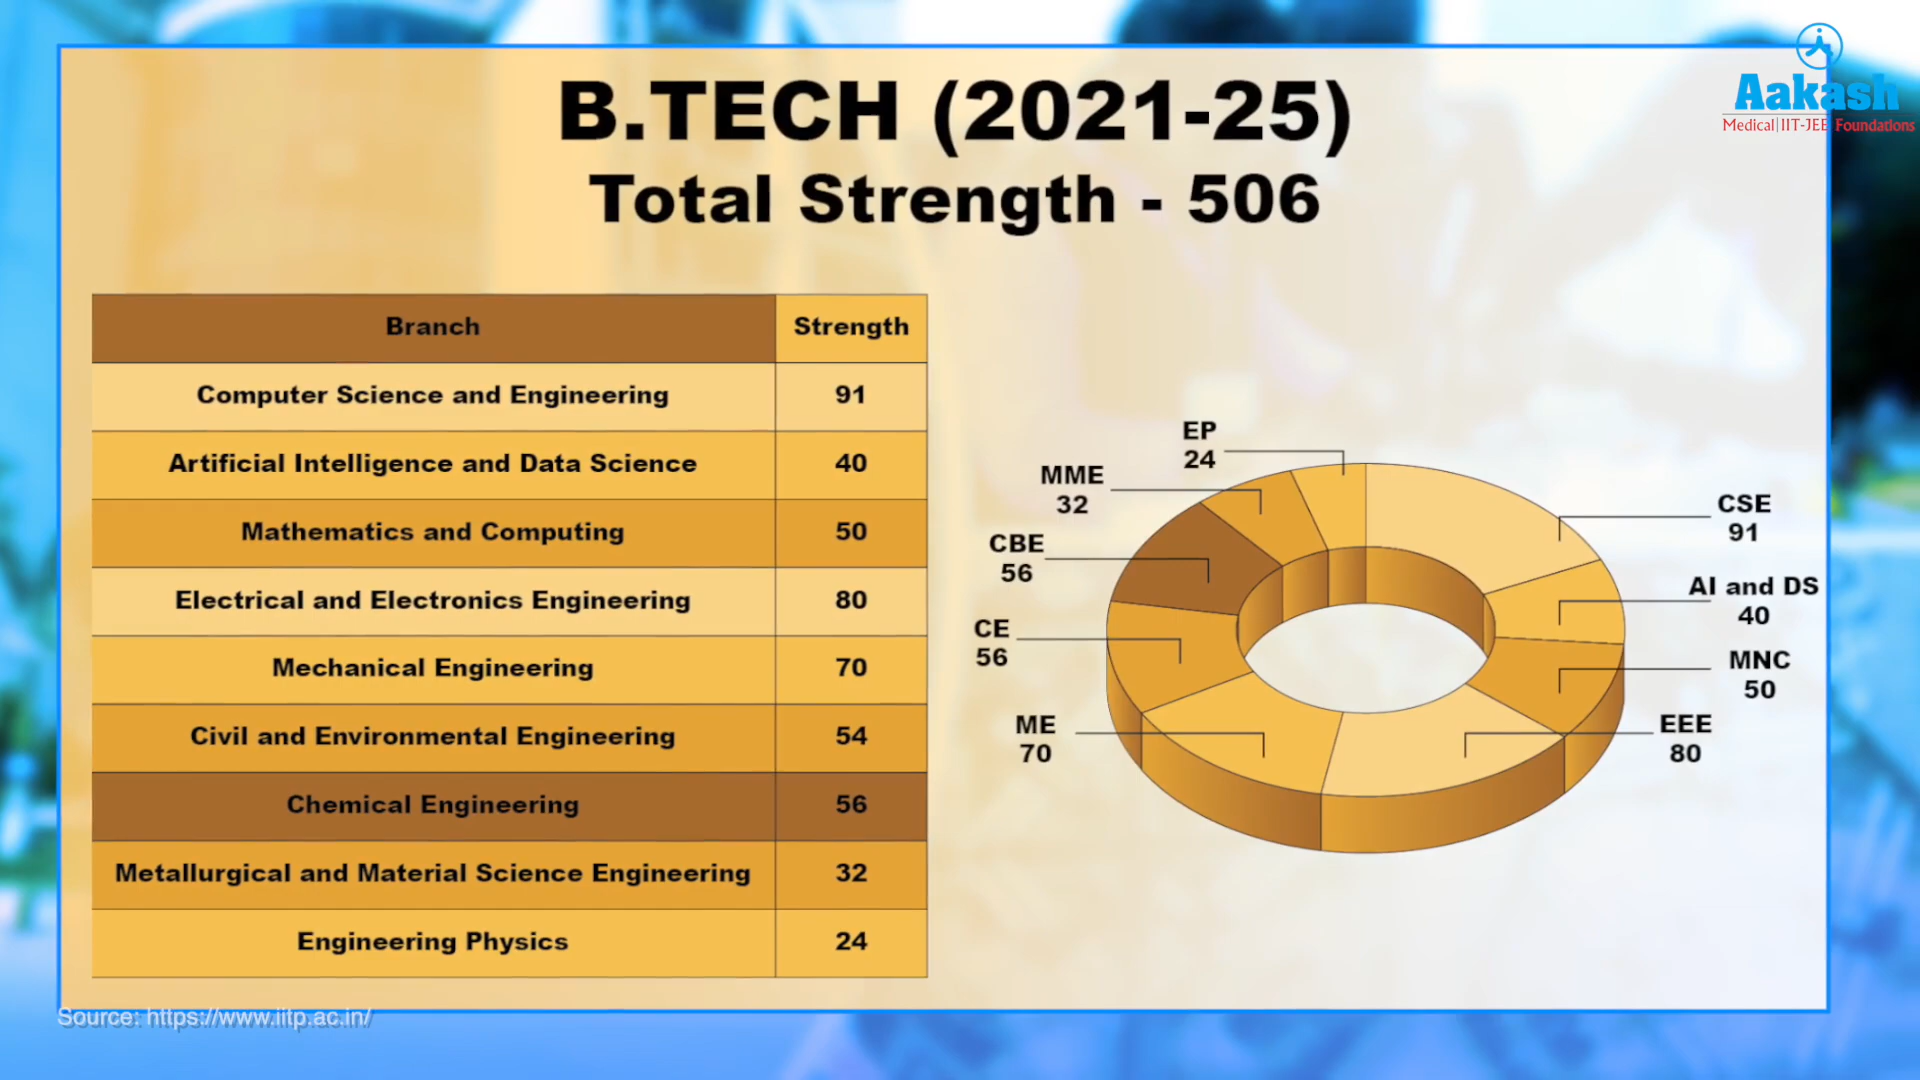 B.TECH (2021-25)
Total Strength - 506
Aakash
Medical|IIT-JEE Foundations
Branch Strength
Computer Science and Engineering 91
Artificial Intelligence and Data Science 40
Mathematics and Computing 50
Electrical and Electronics Engineering 80
Mechanical Engineering 70
Civil and Environmental Engineering 54
Chemical Engineering 56
Metallurgical and Material Science Engineering 32
Engineering Physics 24
EP
24
MME
32
CBE
56
CE
56
ME
70
CSE
91
AI and DS
40
MNC
50
EEE
80
Source: https://www.iitp.ac.in/